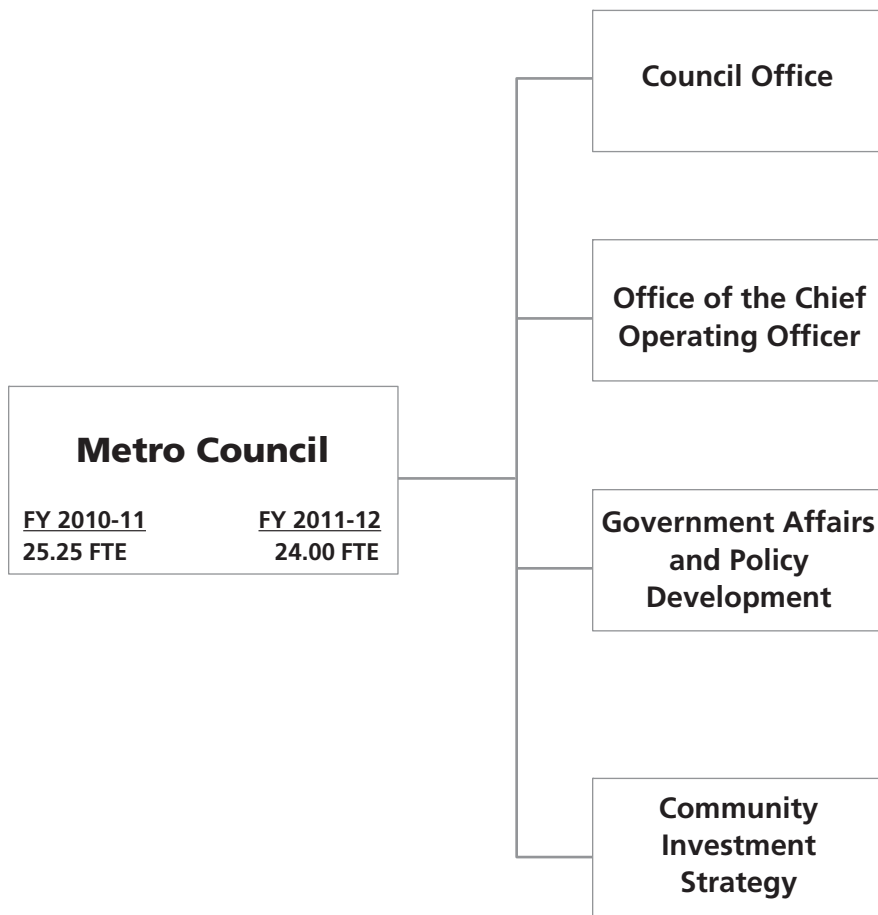 Council Office
Office of the Chief
Operating Officer
Metro Council
FY 2010-11 FY 2011-12
25.25 FTE 24.00 FTE
Government Affairs
and Policy
Development
Community
Investment
Strategy